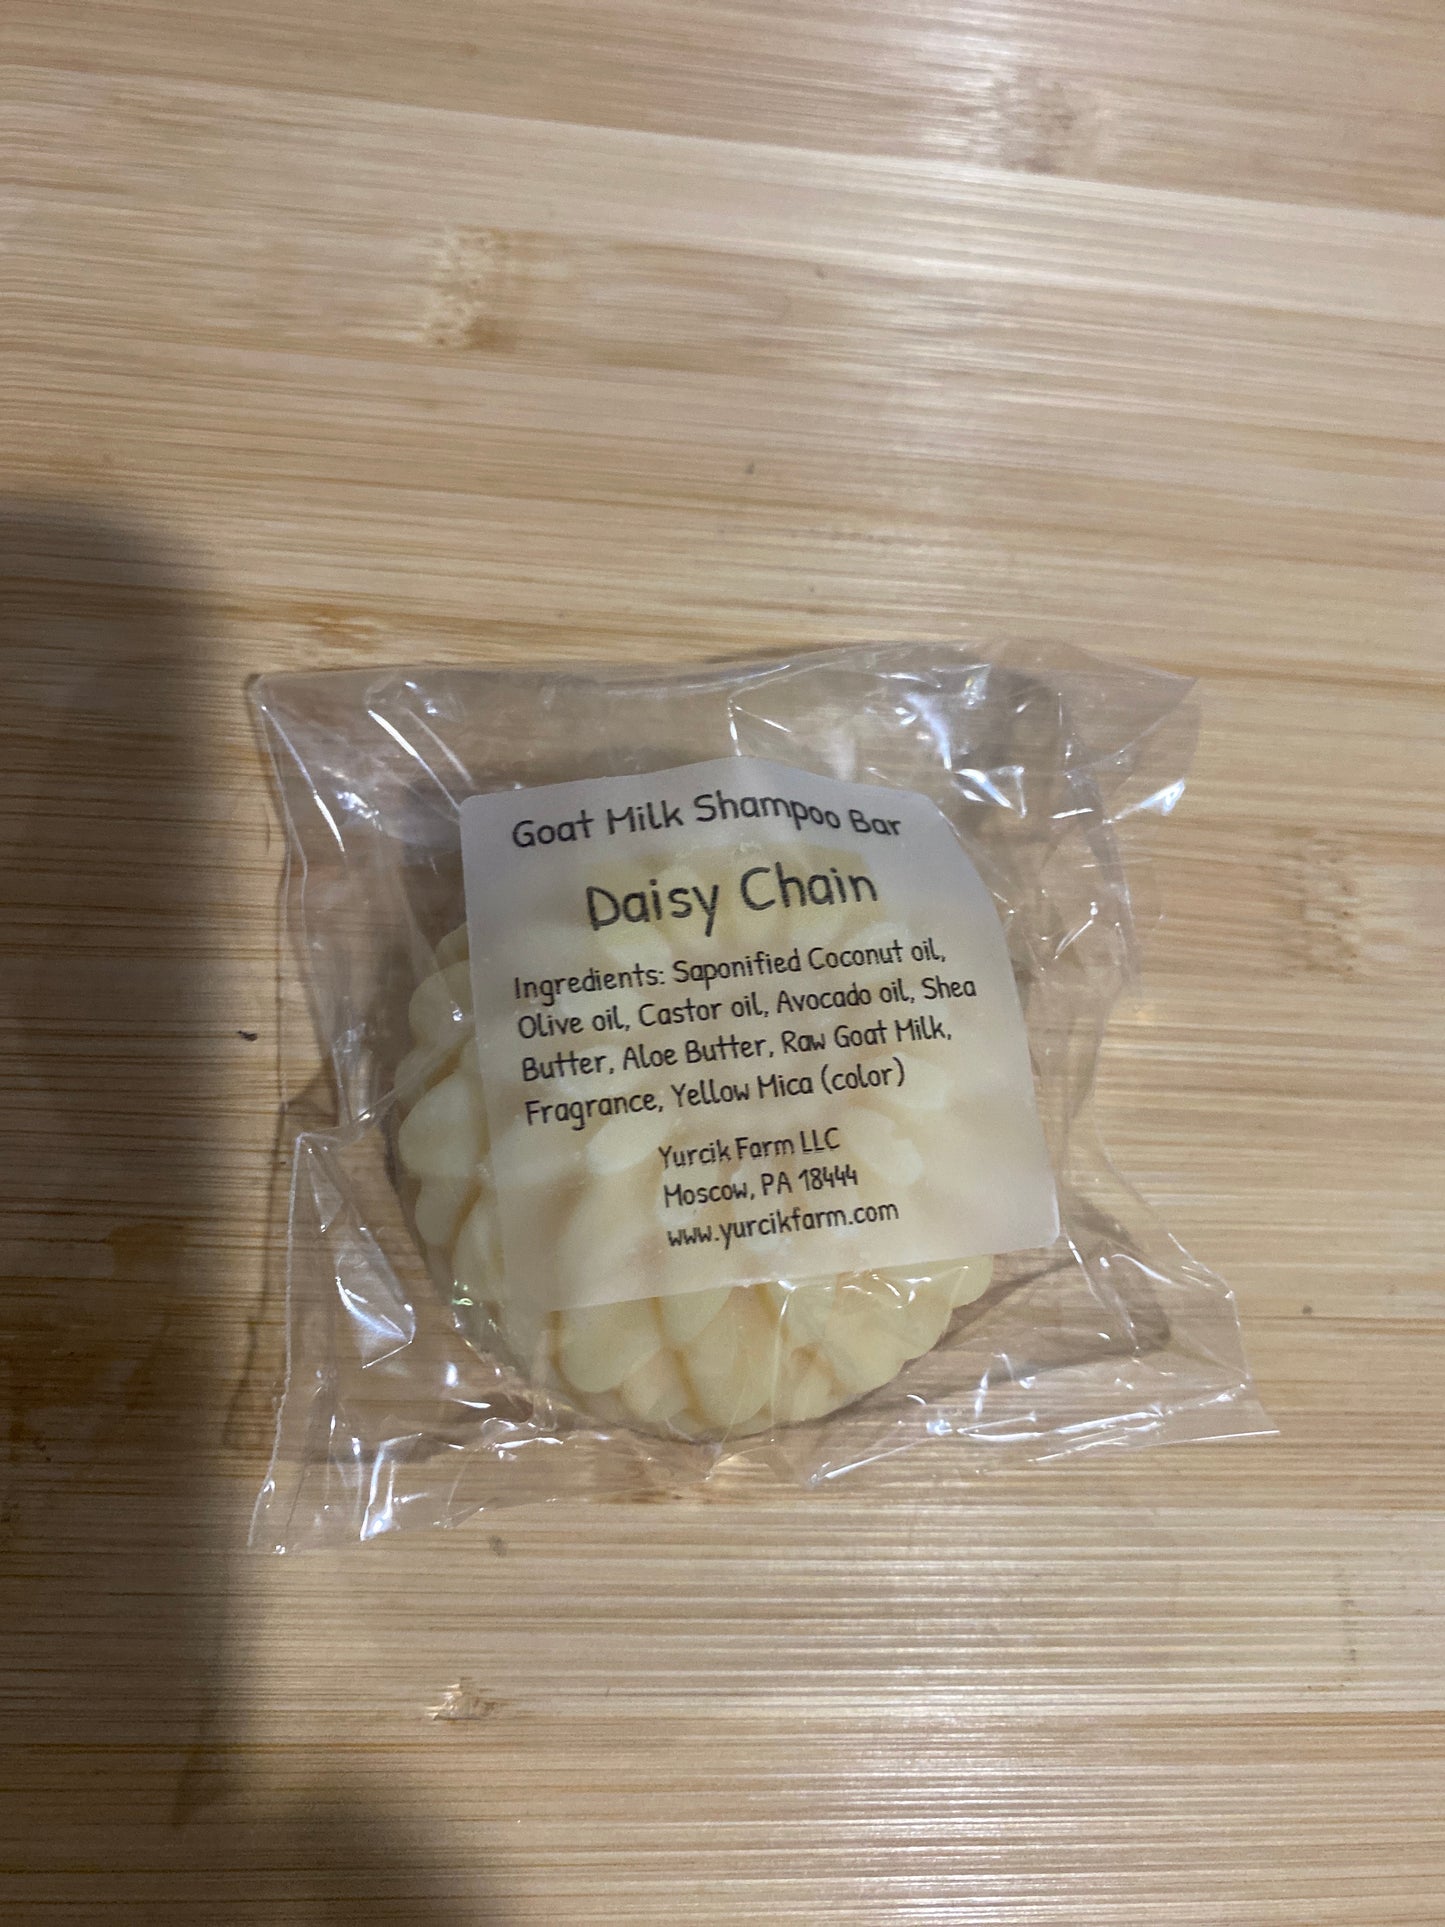 Goat Milk Shampoo Bar
Daisy Chain
Ingredients: Saponified Coconut oil,
Olive oil, Castor oil, Avocado oil, Shea
Butter, Aloe Butter, Raw Goat Milk,
Fragrance, Yellow Mica (color)
Yurcik Farm LLC
Moscow, PA 18444
www.yurcikfarm.com